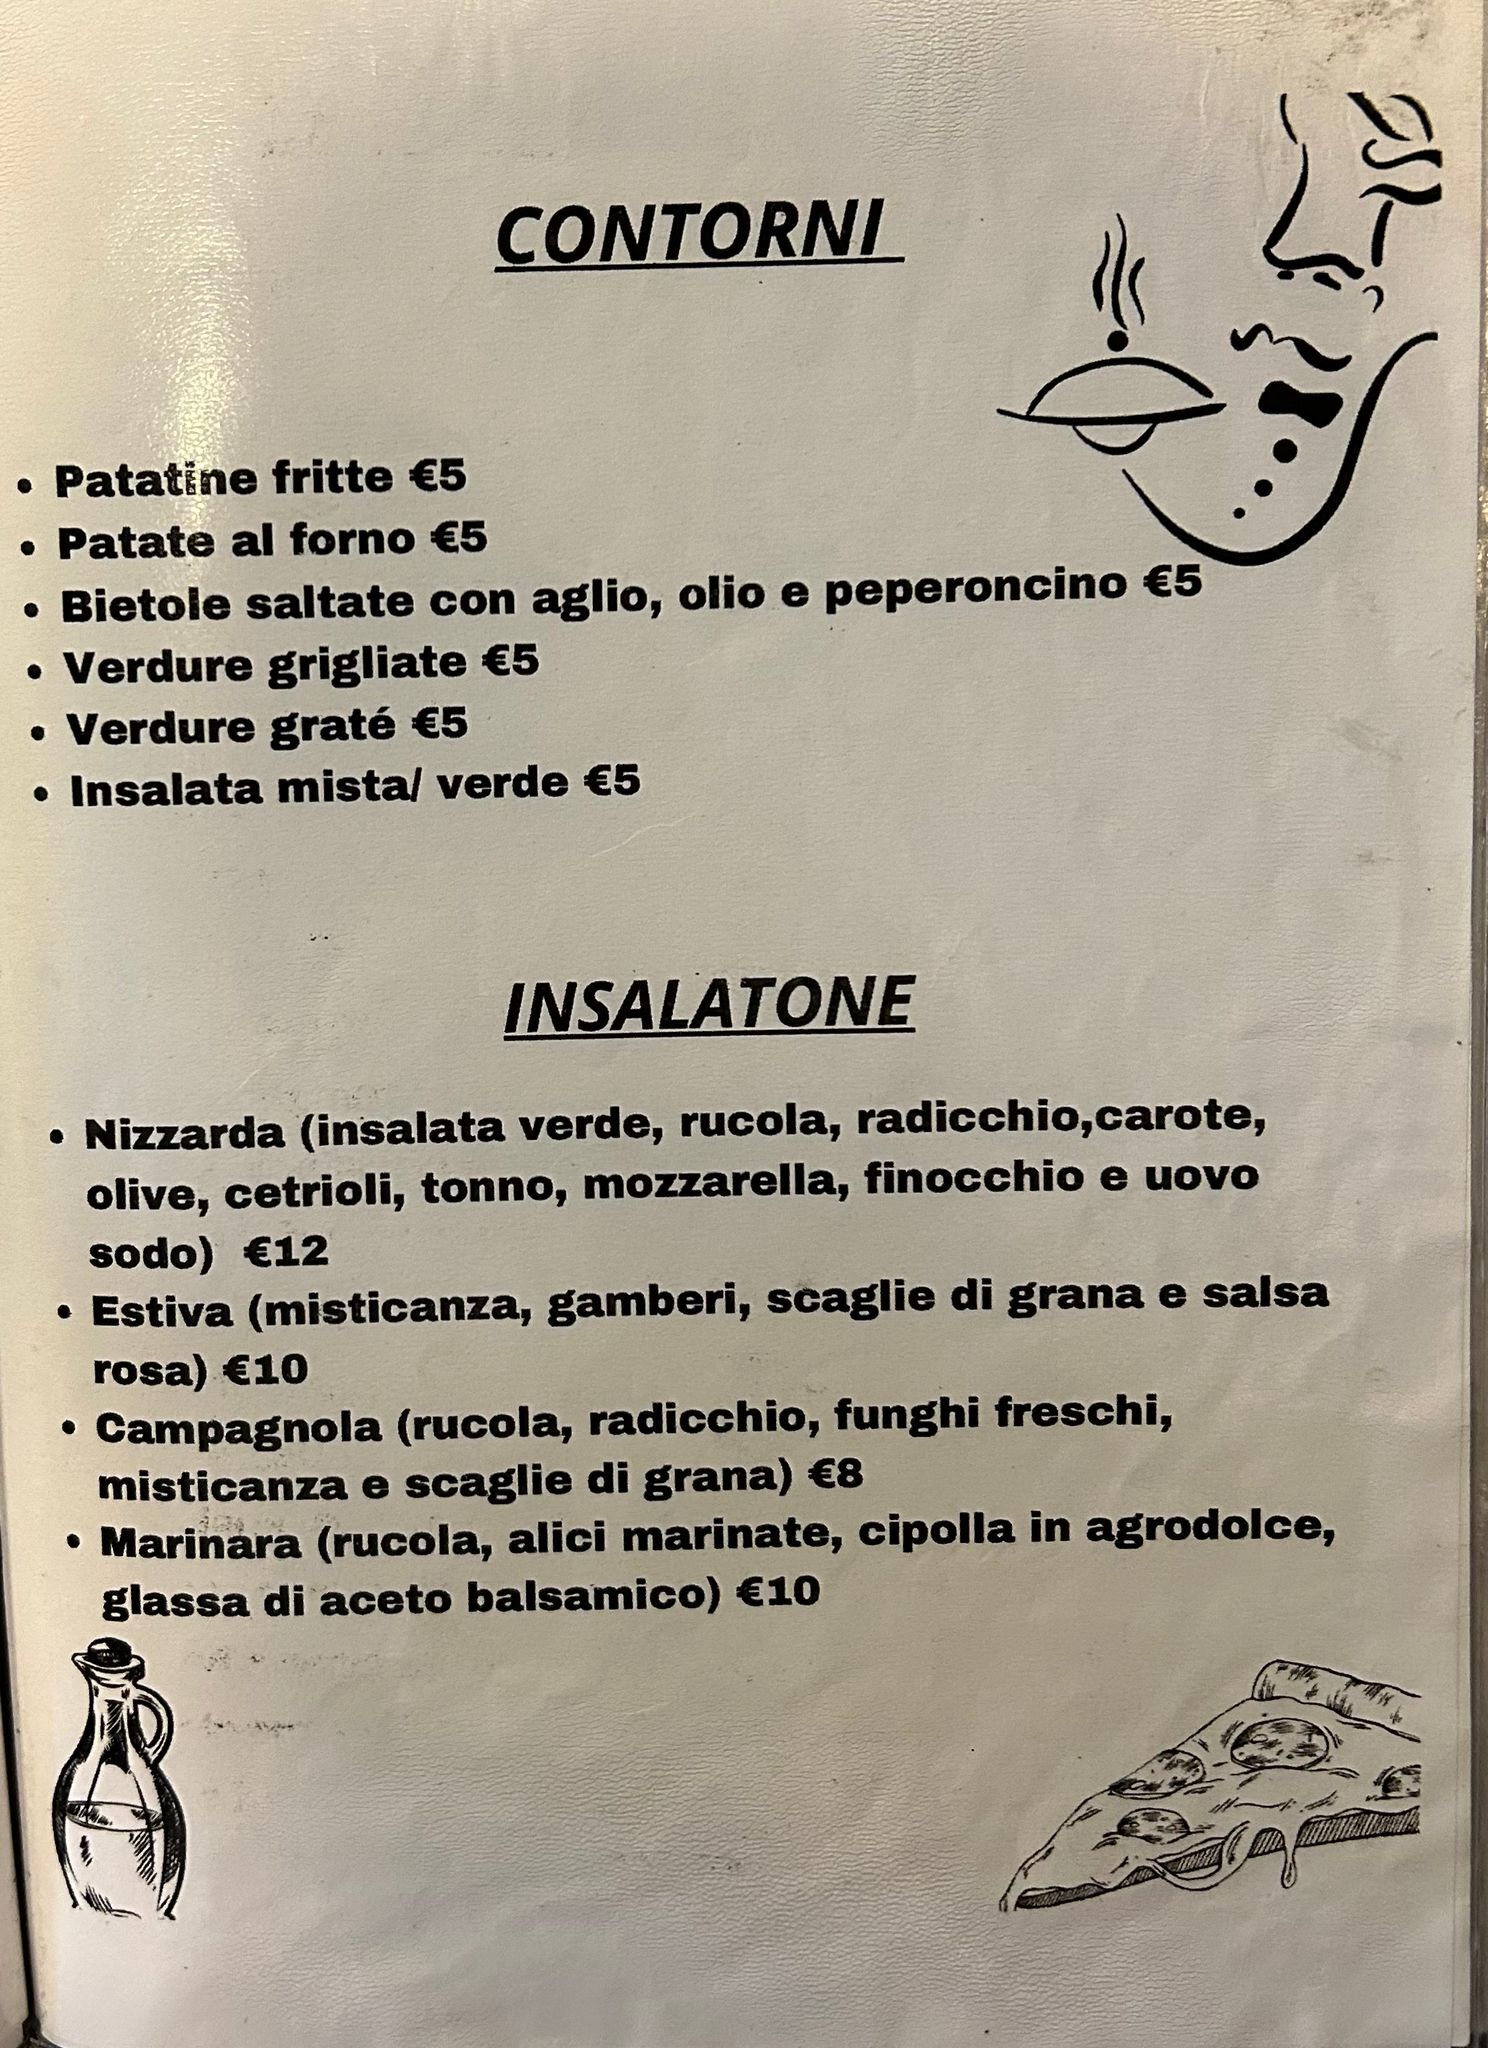 CONTORNI
• Patatine fritte €5
• Patate al forno €5
• Bietole saltate con aglio, olio e peperoncino €5
• Verdure grigliate €5
• Verdure graté €5
• Insalata mista/ verde €5
INSALATONE
• Nizzarda (insalata verde, rucola, radicchio,carote,
olive, cetrioli, tonno, mozzarella, finocchio e uovo
sodo) €12
• Estiva (misticanza, gamberi, scaglie di grana e salsa
rosa) €10
• Campagnola (rucola, radicchio, funghi freschi,
misticanza e scaglie di grana) €8
• Marinara (rucola, alici marinate, cipolla in agrodolce,
glassa di aceto balsamico) €10